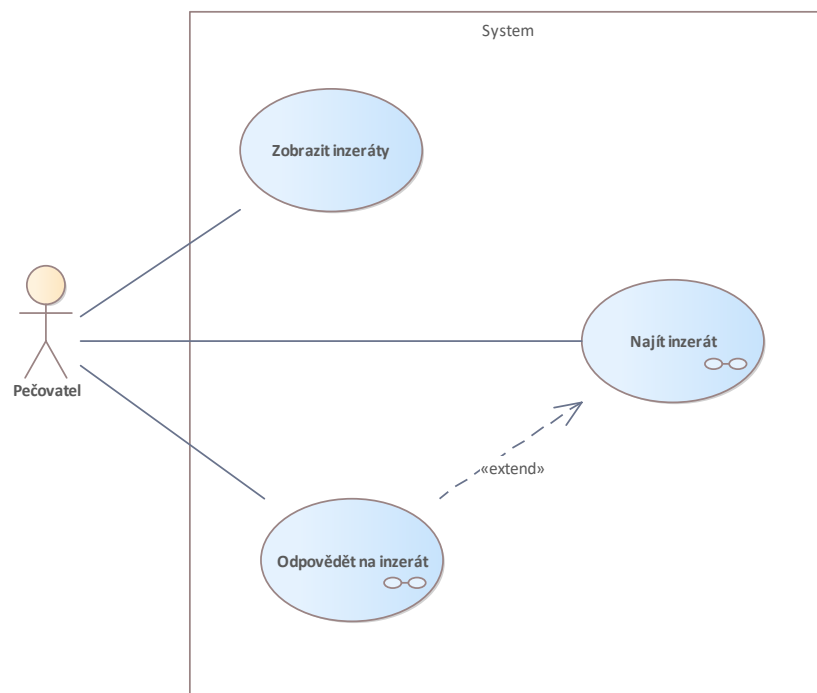 System
Zobrazit inzeráty
Najít inzerát
Pečovatel
«extend»
Odpovědět na inzerát